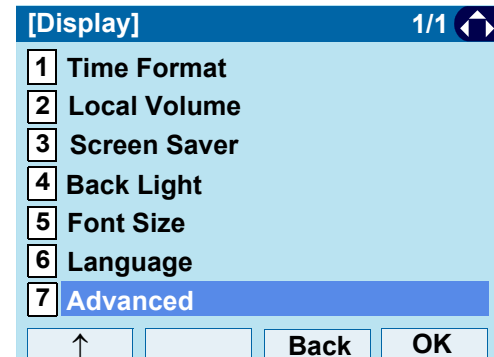 [Display] 1/1
1 Time Format
2 Local Volume
3 Screen Saver
4 Back Light
5 Font Size
6 Language
7 Advanced
↑ Back OK